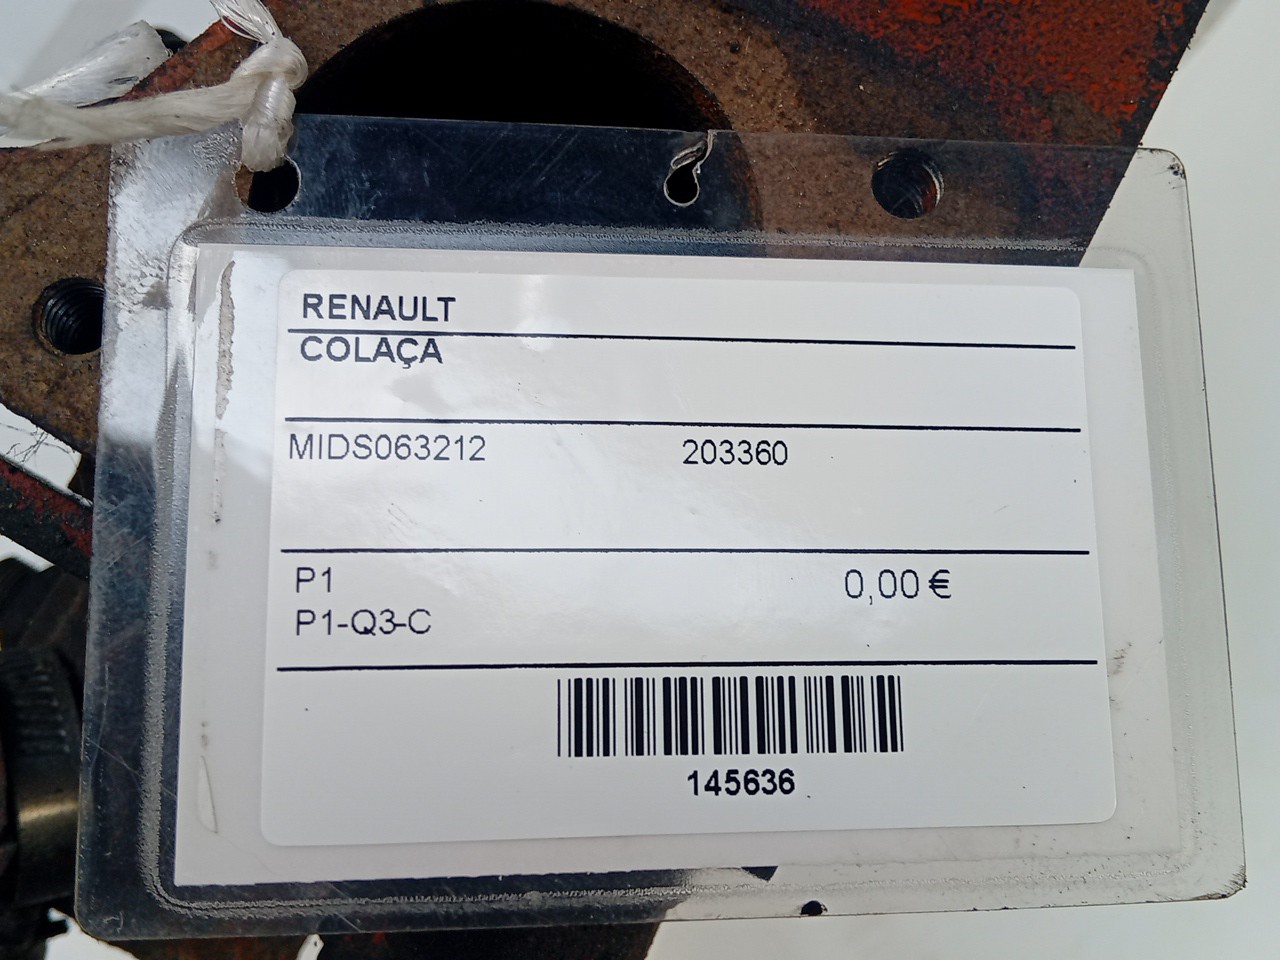 RENAULT
COLAÇA
MIDS063212 203360
P1 0,00 €
P1-Q3-C
145636